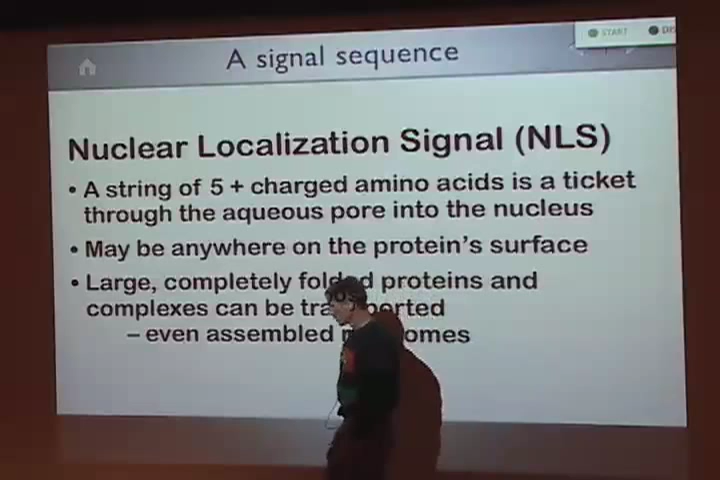 A signal sequence
START
Nuclear Localization Signal (NLS)
• A string of 5 + charged amino acids is a ticket
through the aqueous pore into the nucleus
• May be anywhere on the protein's surface
• Large, completely folded proteins and
complexes can be transported
– even assembled